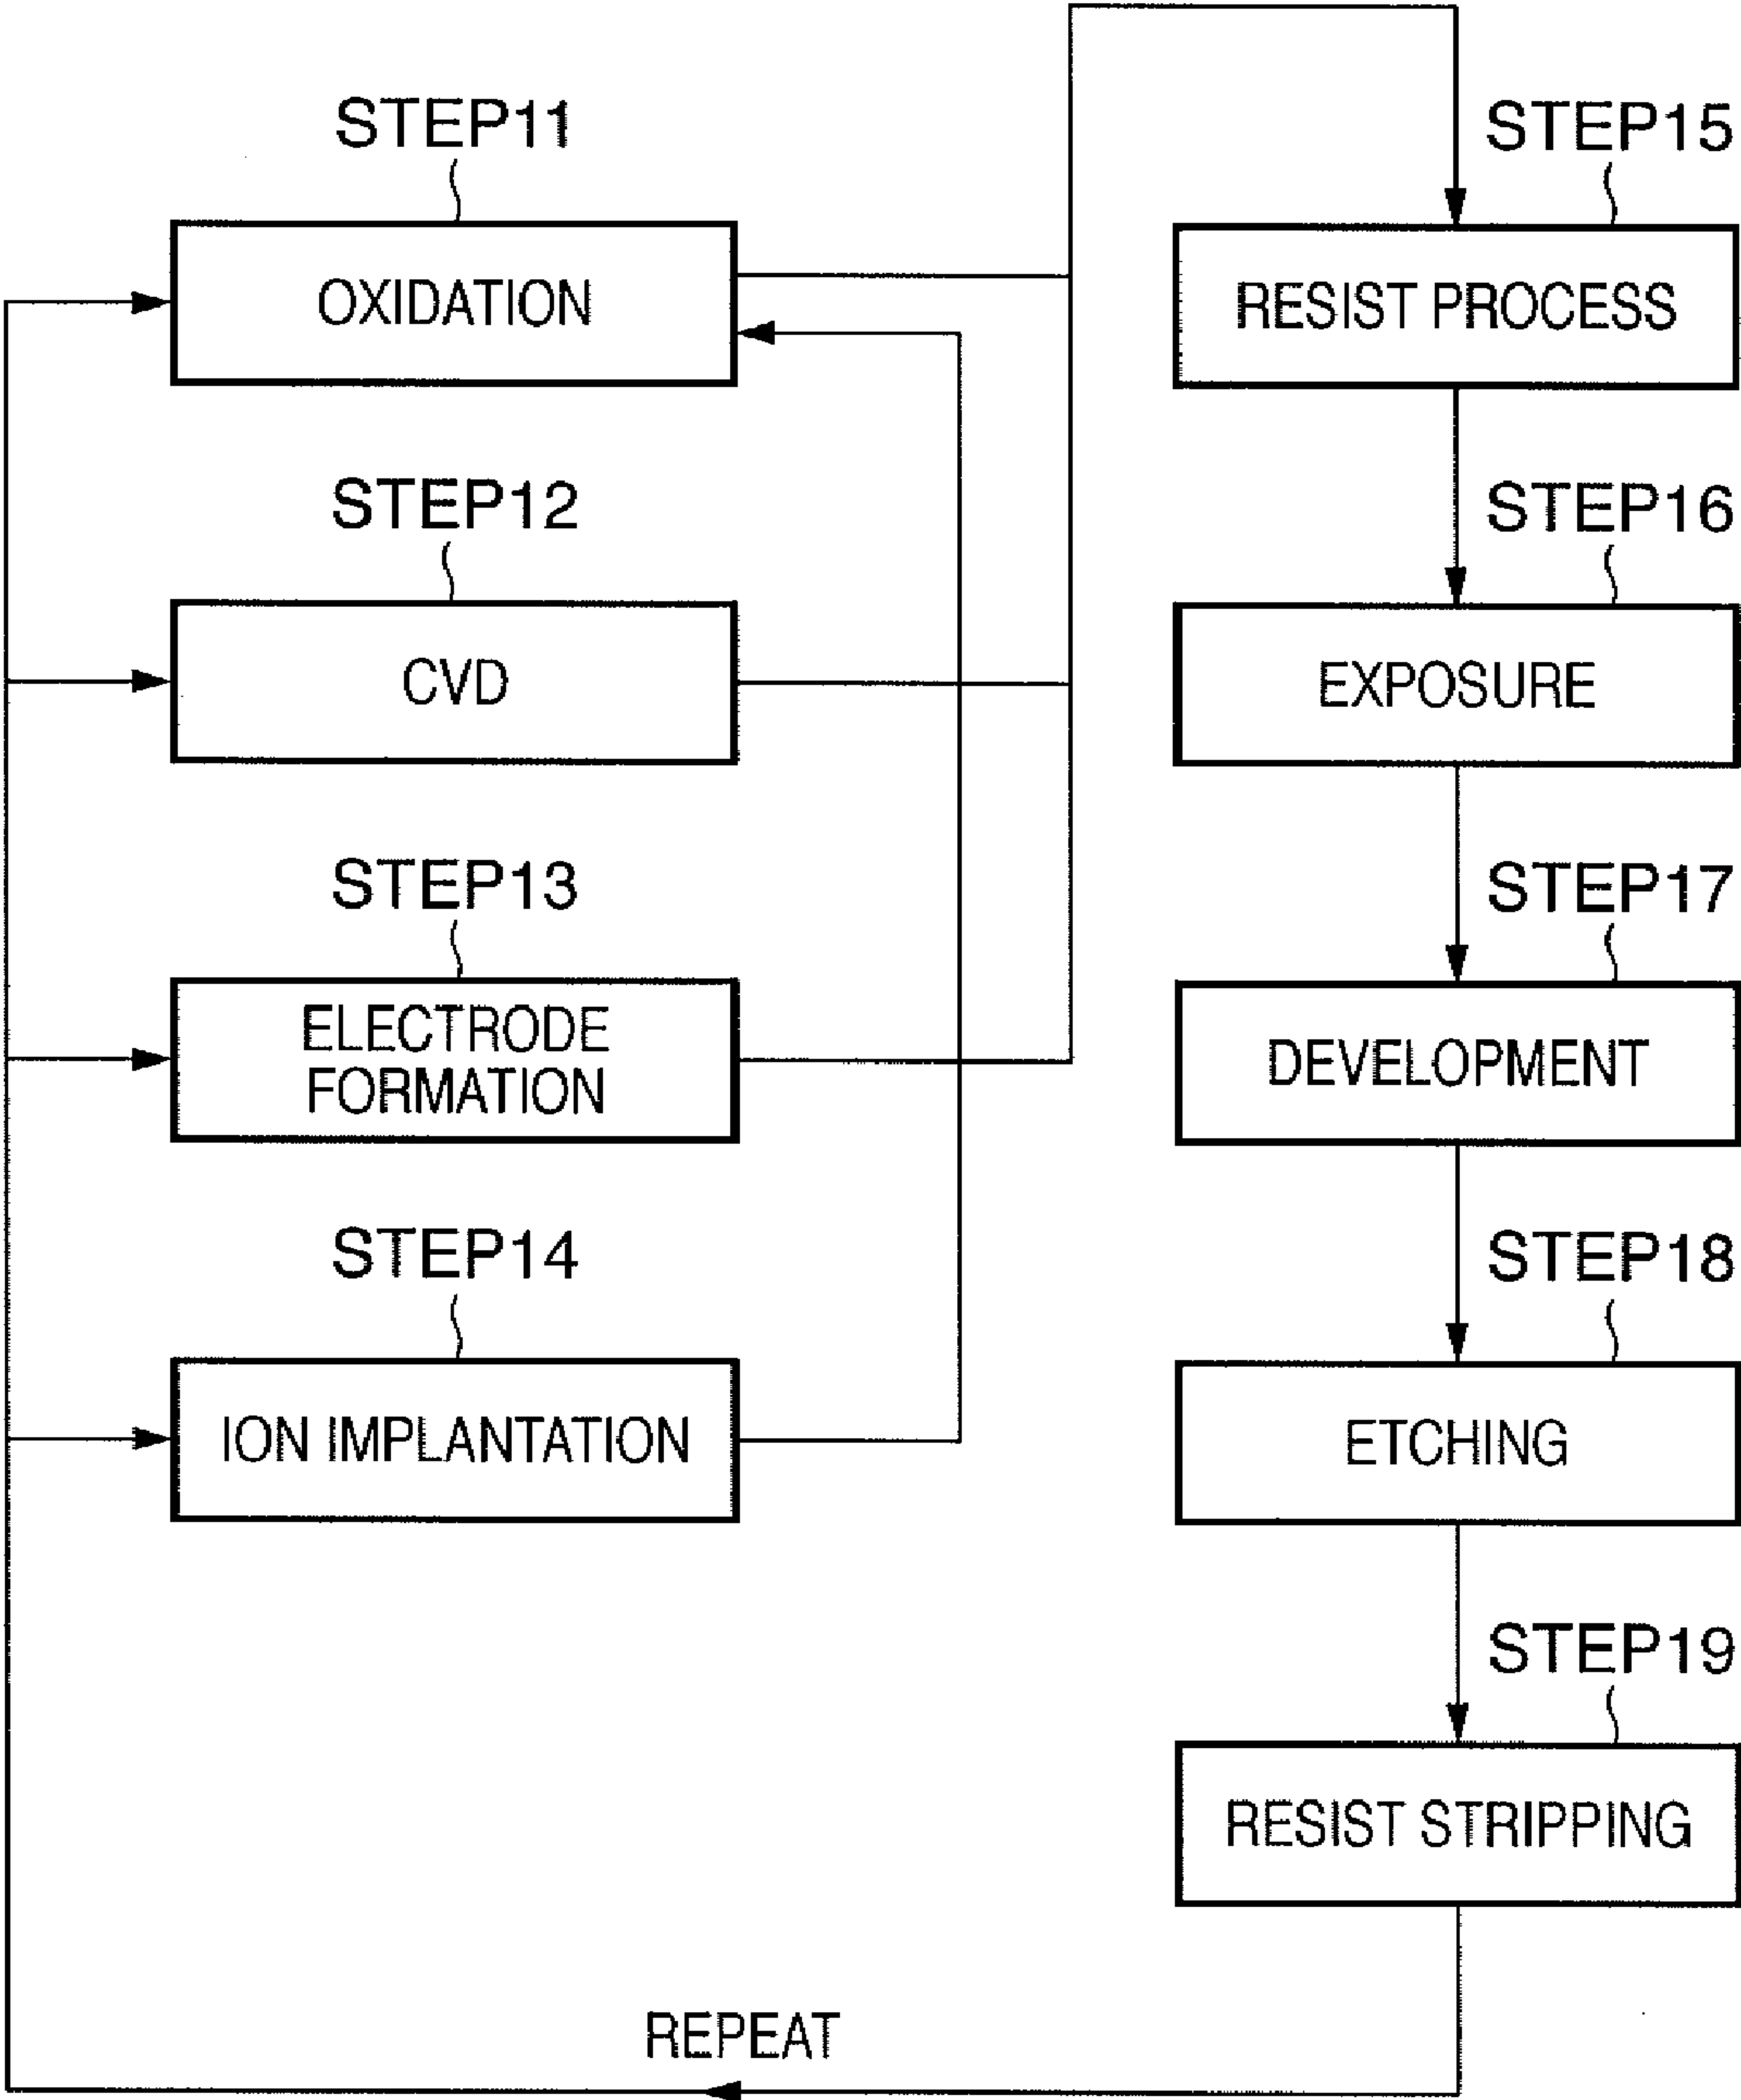 STEP11
OXIDATION
STEP12
CVD
STEP13
ELECTRODE
FORMATION
STEP14
ION IMPLANTATION
STEP15
RESIST PROCESS
STEP16
EXPOSURE
STEP17
DEVELOPMENT
STEP18
ETCHING
STEP19
RESIST STRIPPING
REPEAT